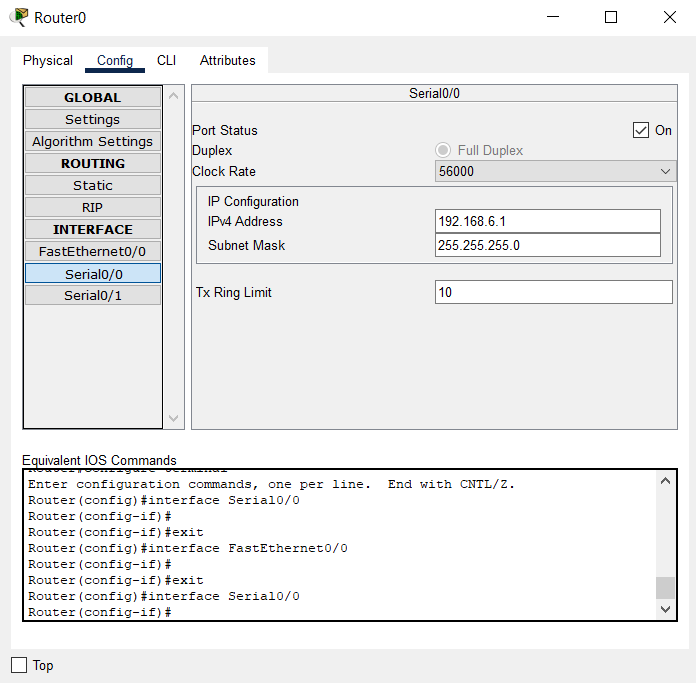 Router0
Physical Config CLI Attributes
GLOBAL
Settings
Algorithm Settings
ROUTING
Static
RIP
INTERFACE
FastEthernet0/0
Serial0/0
Serial0/1
Serial0/0
Port Status On
Duplex Full Duplex
Clock Rate 56000
IP Configuration
IPv4 Address 192.168.6.1
Subnet Mask 255.255.255.0
Tx Ring Limit 10
Equivalent IOS Commands
Enter configuration commands, one per line.  End with CNTL/Z.
Router(config)#interface Serial0/0
Router(config-if)#
Router(config-if)#exit
Router(config)#interface FastEthernet0/0
Router(config-if)#
Router(config-if)#exit
Router(config)#interface Serial0/0
Router(config-if)#
Top